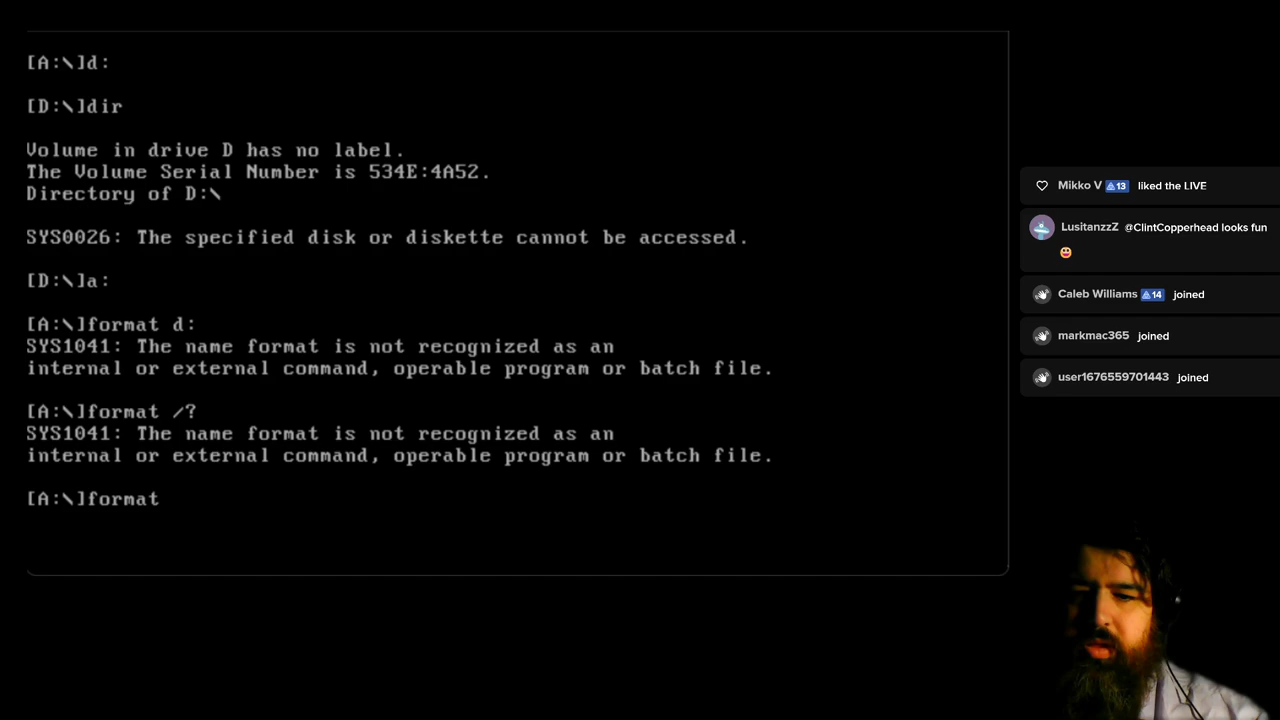 [A:\]d:
[D:\]dir
Volume in drive D has no label.
The Volume Serial Number is 534E:4A52.
Directory of D:\
SYS0026: The specified disk or diskette cannot be accessed.
[D:\]a:
[A:\]format d:
SYS1041: The name format is not recognized as an
internal or external command, operable program or batch file.
[A:\]format /?
SYS1041: The name format is not recognized as an
internal or external command, operable program or batch file.
[A:\]format
Mikko V 13 liked the LIVE
LusitanzzZ @ClintCopperhead looks fun
😃
Caleb Williams 14 joined
markmac365 joined
user1676559701443 joined